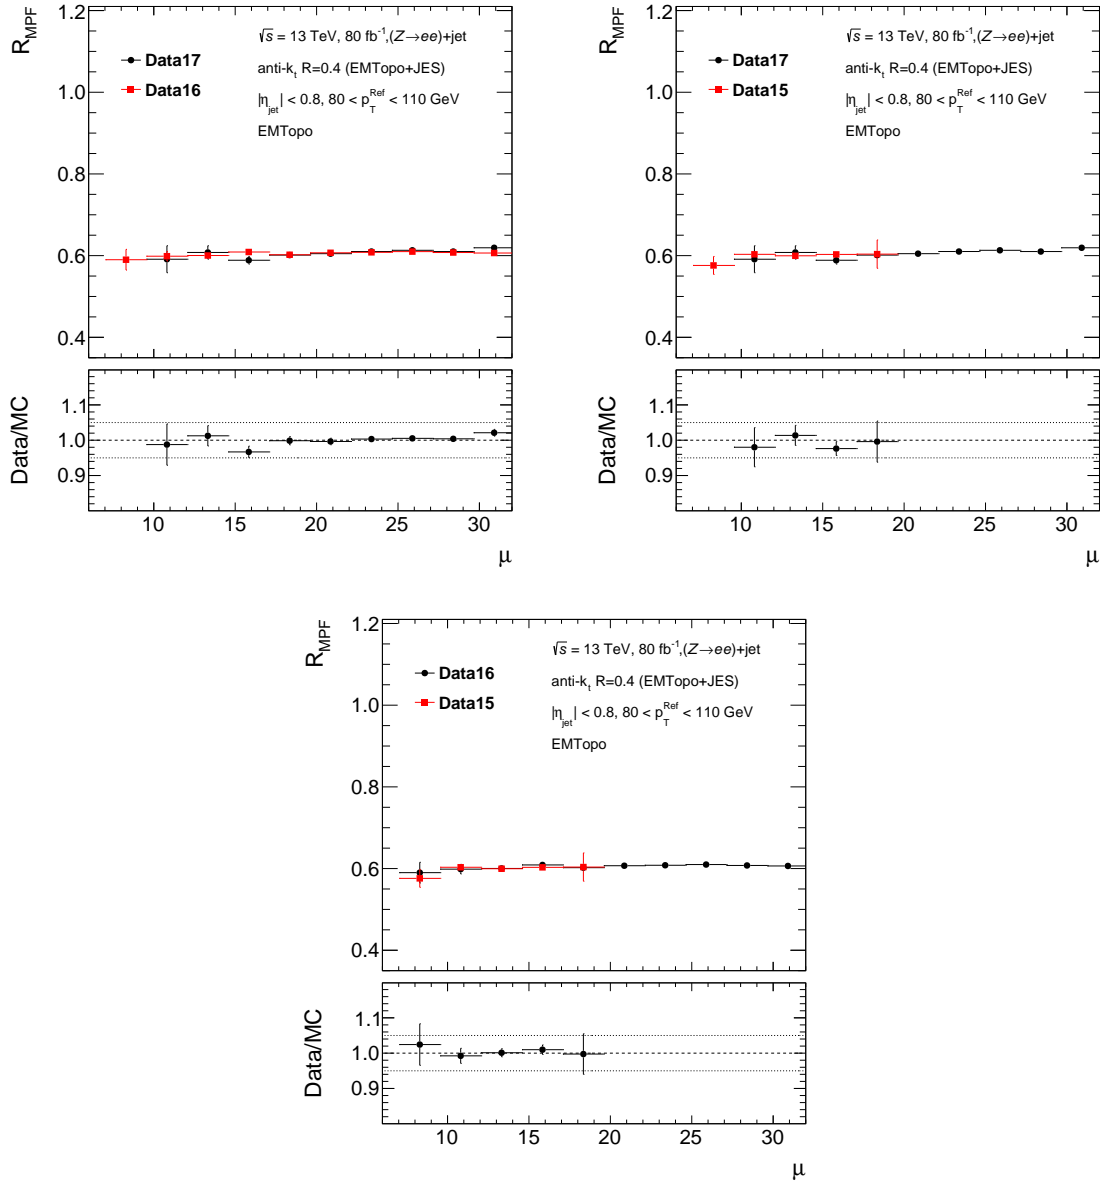 R_MPF
1.2
1.0
0.8
0.6
0.4
√s = 13 TeV, 80 fb⁻¹,(Z→ee)+jet
Data17
anti-k_t R=0.4 (EMTopo+JES)
Data16
|η_jet| < 0.8, 80 < p_T^Ref < 110 GeV
EMTopo
Data/MC
1.1
1.0
0.9
10 15 20 25 30
μ
R_MPF
1.2
1.0
0.8
0.6
0.4
√s = 13 TeV, 80 fb⁻¹,(Z→ee)+jet
Data17
anti-k_t R=0.4 (EMTopo+JES)
Data15
|η_jet| < 0.8, 80 < p_T^Ref < 110 GeV
EMTopo
Data/MC
1.1
1.0
0.9
10 15 20 25 30
μ
R_MPF
1.2
1.0
0.8
0.6
0.4
√s = 13 TeV, 80 fb⁻¹,(Z→ee)+jet
Data16
anti-k_t R=0.4 (EMTopo+JES)
Data15
|η_jet| < 0.8, 80 < p_T^Ref < 110 GeV
EMTopo
Data/MC
1.1
1.0
0.9
10 15 20 25 30
μ